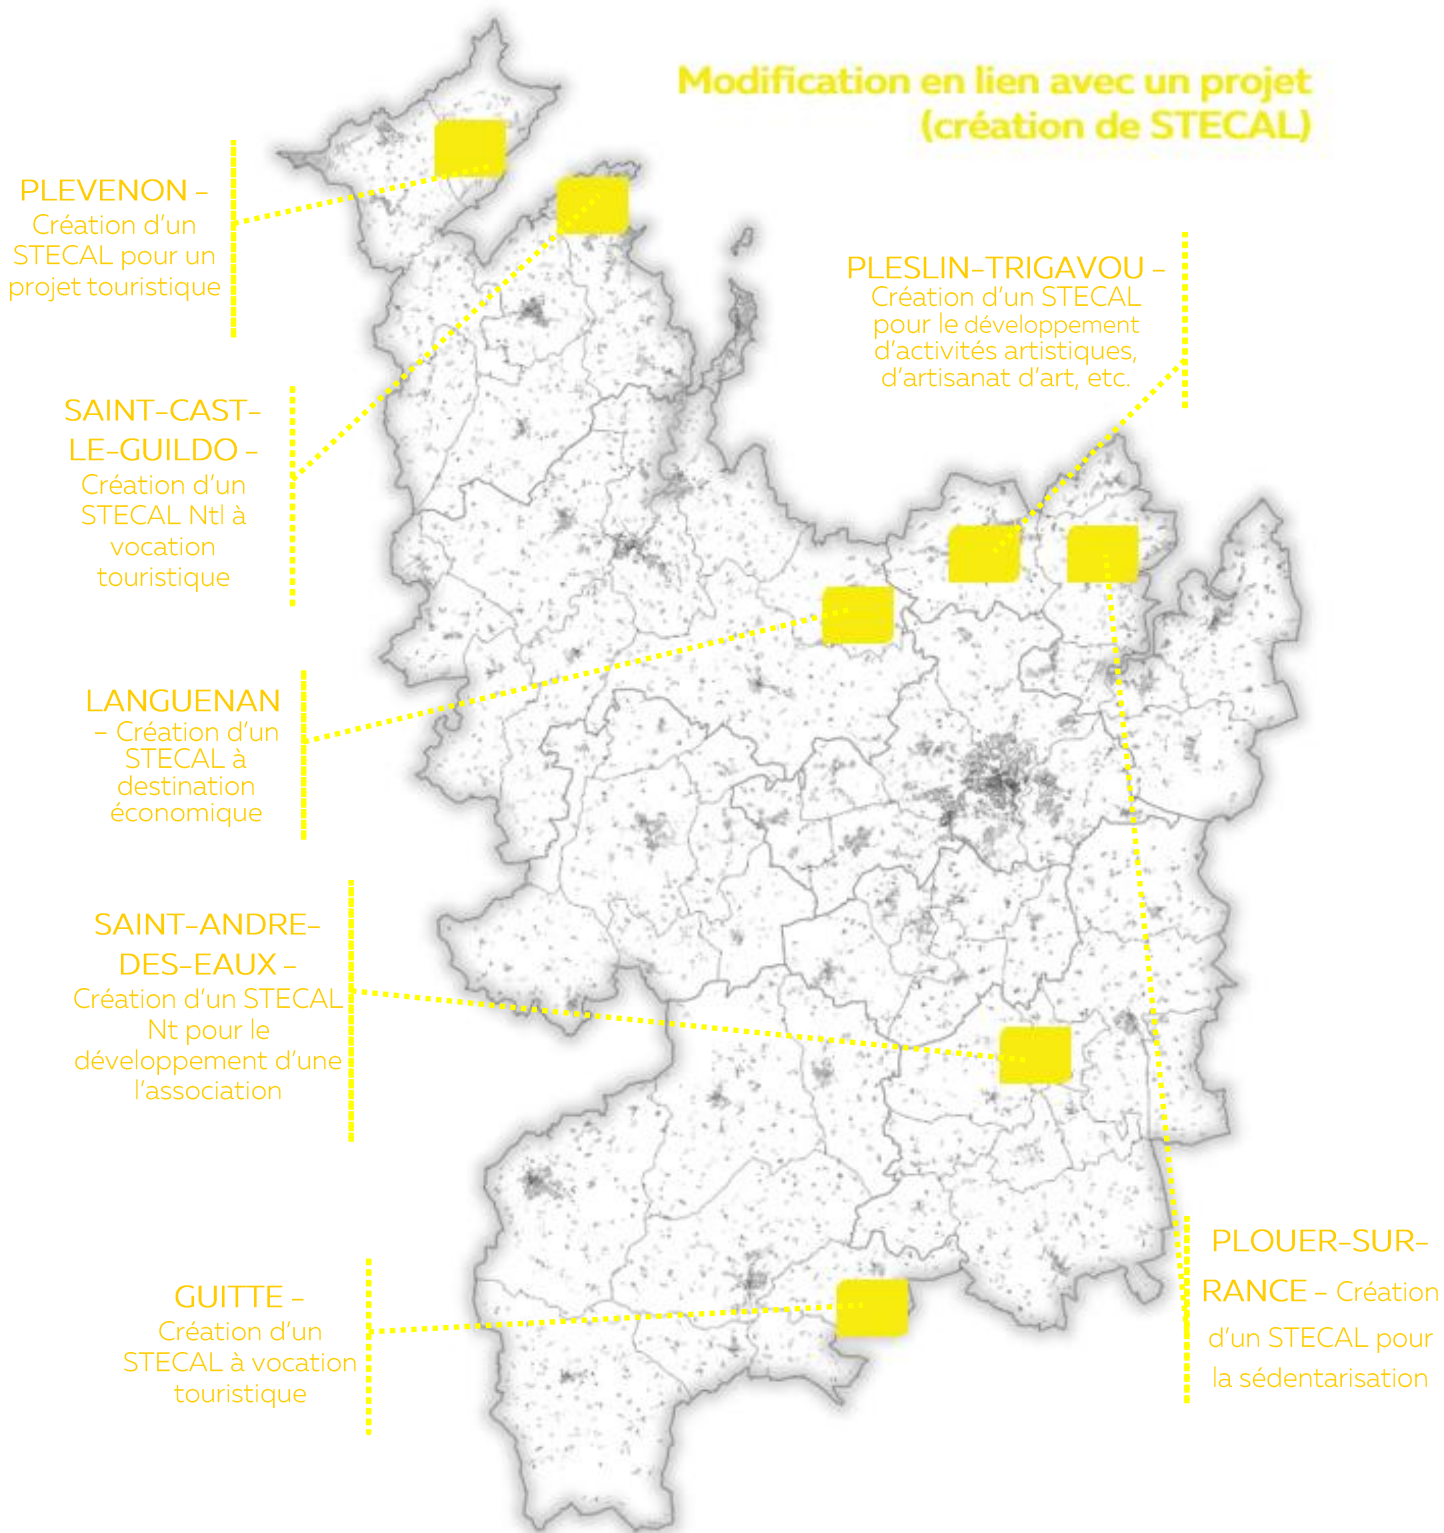 Modification en lien avec un projet
(création de STECAL)
PLEVENON –
Création d'un
STECAL pour un
projet touristique
PLESLIN-TRIGAVOU –
Création d'un STECAL
pour le développement
d'activités artistiques,
d'artisanat d'art, etc.
SAINT-CAST-
LE-GUILDO –
Création d'un
STECAL Ntl à
vocation
touristique
LANGUENAN
– Création d'un
STECAL à
destination
économique
SAINT-ANDRE-
DES-EAUX –
Création d'un STECAL
Nt pour le
développement d'une
l'association
GUITTE –
Création d'un
STECAL à vocation
touristique
PLOUER-SUR-
RANCE – Création
d'un STECAL pour
la sédentarisation